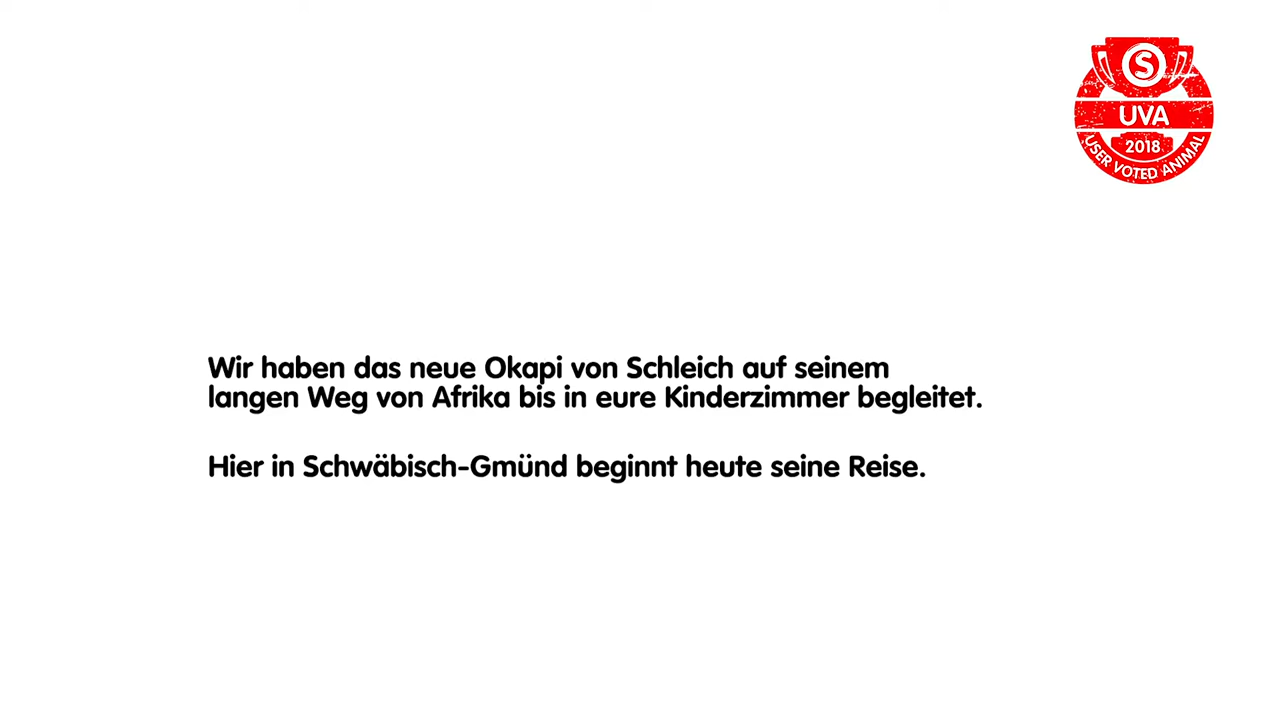 S
UVA
2018
USER VOTED ANIMAL
Wir haben das neue Okapi von Schleich auf seinem
langen Weg von Afrika bis in eure Kinderzimmer begleitet.
Hier in Schwäbisch-Gmünd beginnt heute seine Reise.